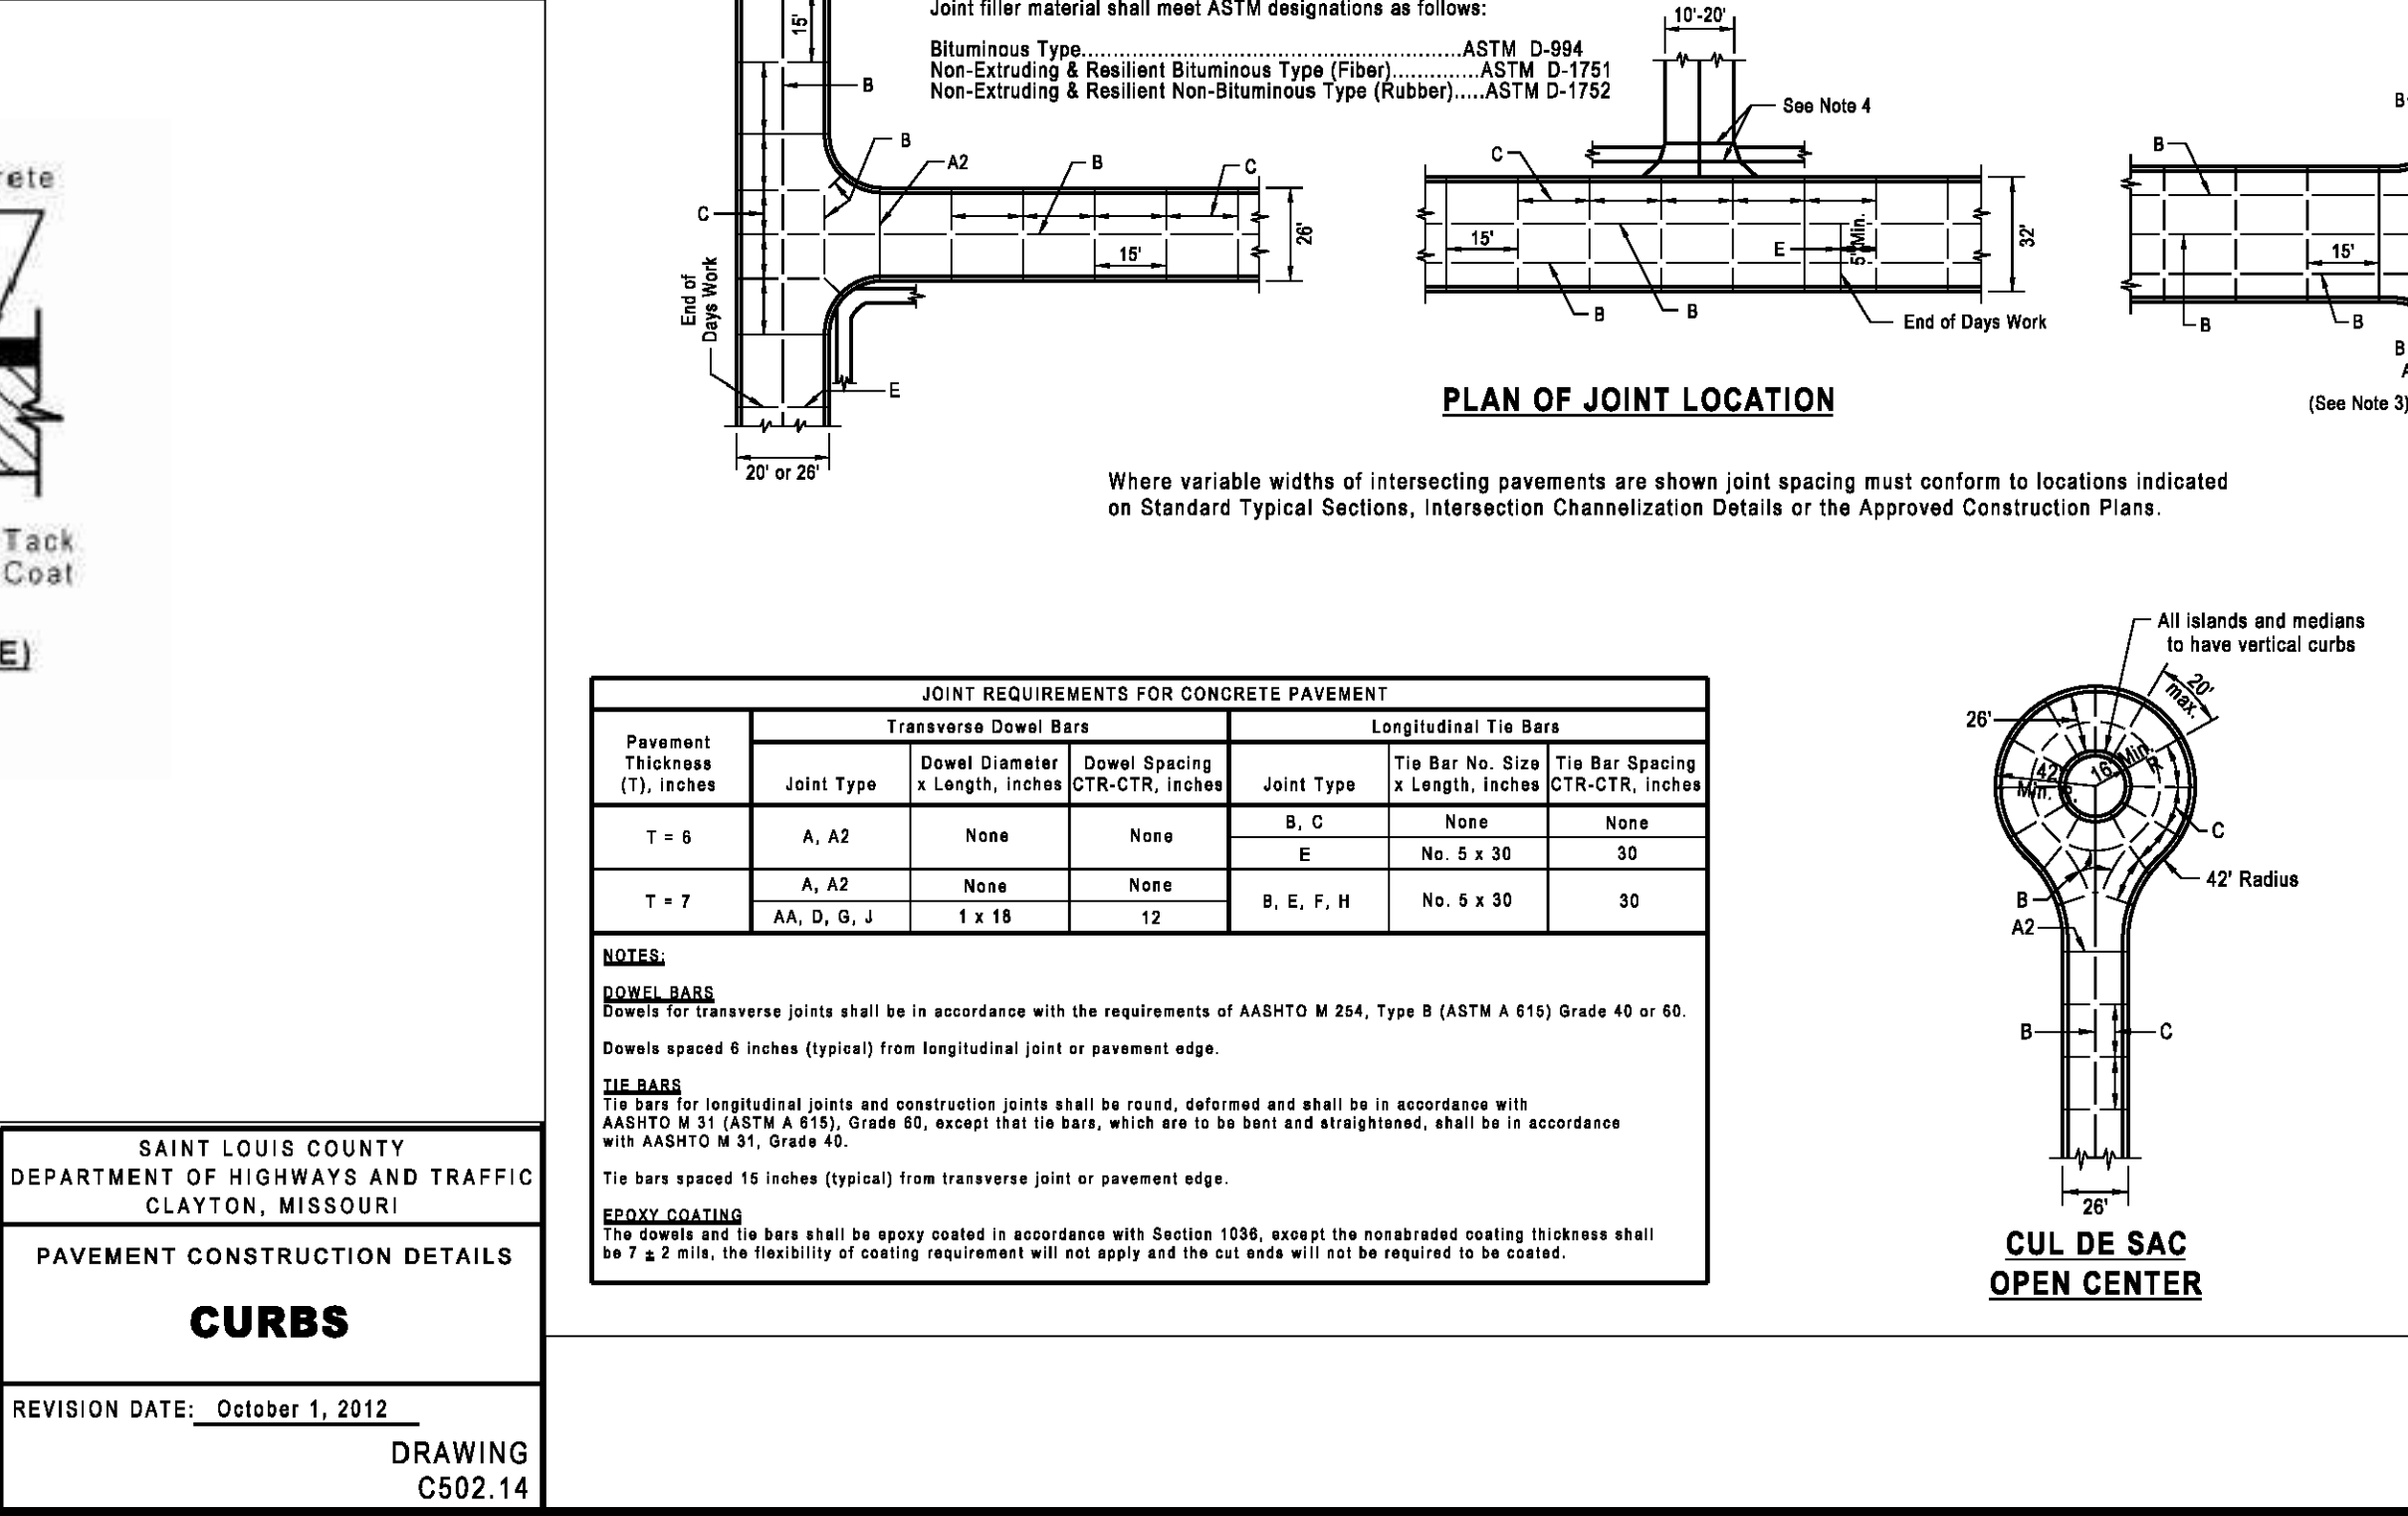 rete
Tack
Coat
E)
SAINT LOUIS COUNTY
DEPARTMENT OF HIGHWAYS AND TRAFFIC
CLAYTON, MISSOURI
PAVEMENT CONSTRUCTION DETAILS
CURBS
REVISION DATE: October 1, 2012
DRAWING
C502.14
Joint filler material shall meet ASTM designations as follows:
Bituminous Type............................................................ASTM D-994
Non-Extruding & Resilient Bituminous Type (Fiber)..............ASTM D-1751
Non-Extruding & Resilient Non-Bituminous Type (Rubber).....ASTM D-1752
15'
B
B
A2
B
C
C
15'
26'
End of
Days Work
E
20' or 26'
10'-20'
See Note 4
C
15'
E
5' Min.
32'
B
B
End of Days Work
PLAN OF JOINT LOCATION
B
B
15'
B
B
B
A
(See Note 3)
Where variable widths of intersecting pavements are shown joint spacing must conform to locations indicated
on Standard Typical Sections, Intersection Channelization Details or the Approved Construction Plans.
JOINT REQUIREMENTS FOR CONCRETE PAVEMENT
Pavement
Thickness
(T), inches
Transverse Dowel Bars
Longitudinal Tie Bars
Joint Type
Dowel Diameter
x Length, inches
Dowel Spacing
CTR-CTR, inches
Joint Type
Tie Bar No. Size
x Length, inches
Tie Bar Spacing
CTR-CTR, inches
T = 6
A, A2
None
None
B, C
None
None
E
No. 5 x 30
30
T = 7
A, A2
None
None
AA, D, G, J
1 x 18
12
B, E, F, H
No. 5 x 30
30
NOTES:
DOWEL BARS
Dowels for transverse joints shall be in accordance with the requirements of AASHTO M 254, Type B (ASTM A 615) Grade 40 or 60.
Dowels spaced 6 inches (typical) from longitudinal joint or pavement edge.
TIE BARS
Tie bars for longitudinal joints and construction joints shall be round, deformed and shall be in accordance with
AASHTO M 31 (ASTM A 615), Grade 60, except that tie bars, which are to be bent and straightened, shall be in accordance
with AASHTO M 31, Grade 40.
Tie bars spaced 15 inches (typical) from transverse joint or pavement edge.
EPOXY COATING
The dowels and tie bars shall be epoxy coated in accordance with Section 1036, except the nonabraded coating thickness shall
be 7 ± 2 mils, the flexibility of coating requirement will not apply and the cut ends will not be required to be coated.
All islands and medians
to have vertical curbs
20'
max.
26'
42'
Min. R.
16' Min.
R
C
42' Radius
B
A2
B
C
26'
CUL DE SAC
OPEN CENTER